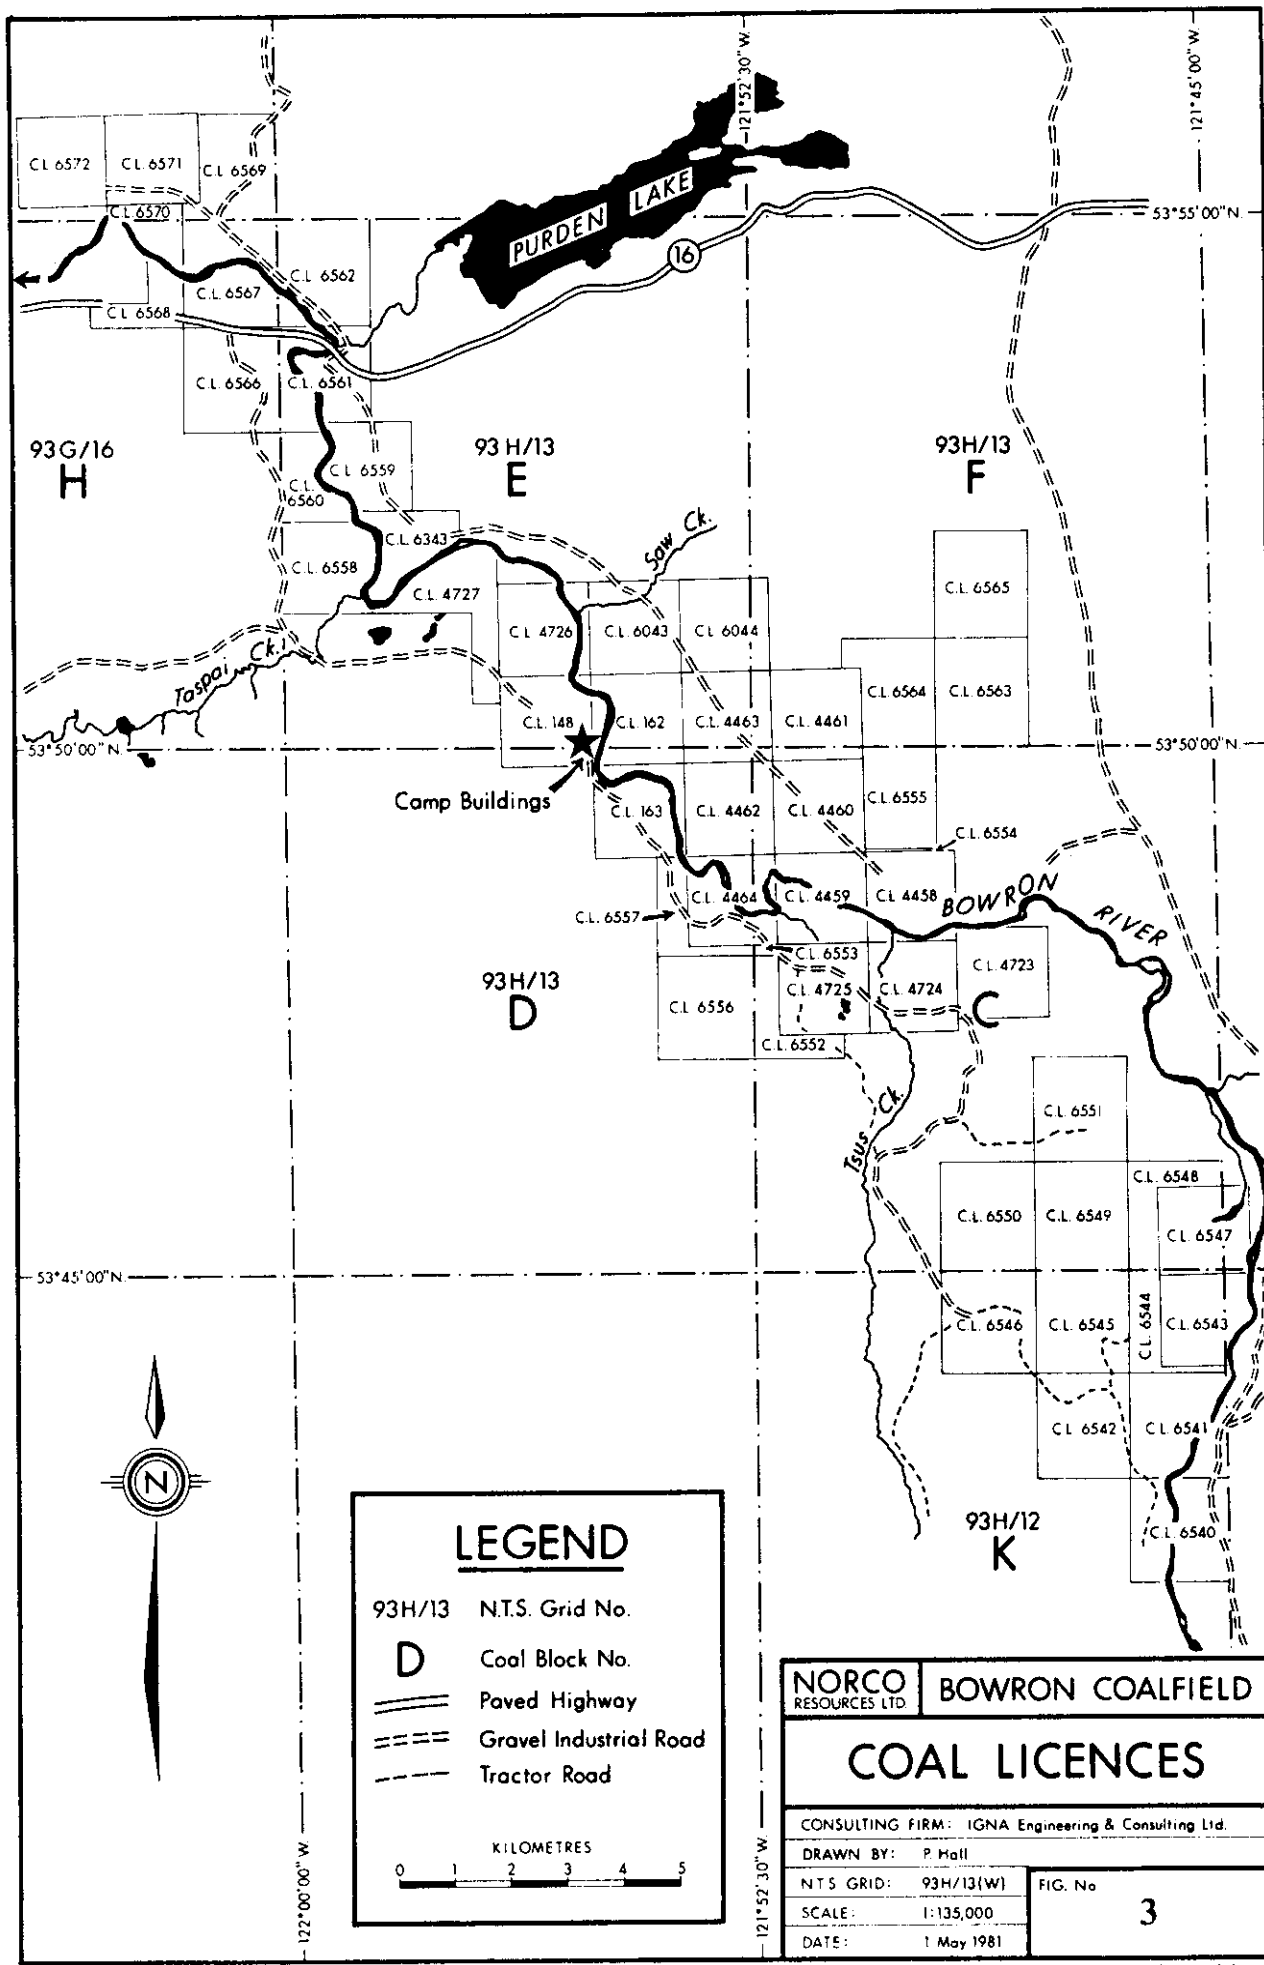 121°52'30"W.
121°45'00"W.
C.L. 6572
C.L. 6571
C.L. 6569
C.L. 6570
PURDEN LAKE
53°55'00"N.
16
C.L. 6562
C.L. 6567
C.L. 6568
C.L. 6566
C.L. 6561
93G/16
H
93H/13
E
93H/13
F
C.L. 6559
C.L. 6560
C.L. 6343
Saw Ck.
C.L. 6558
C.L. 4727
C.L. 6565
C.L. 4726
C.L. 6043
C.L. 6044
Taspai Ck.
C.L. 6564
C.L. 6563
C.L. 148
C.L. 162
C.L. 4463
C.L. 4461
53°50'00"N.
53°50'00"N.
Camp Buildings
C.L. 163
C.L. 4462
C.L. 4460
C.L. 6555
C.L. 6554
C.L. 4464
C.L. 4459
C.L. 4458
BOWRON RIVER
C.L. 6557
C.L. 6553
C.L. 4723
93H/13
D
C.L. 6556
C.L. 4725
C.L. 4724
C
C.L. 6552
Tsus Ck.
C.L. 6551
C.L. 6548
C.L. 6550
C.L. 6549
C.L. 6547
53°45'00"N.
C.L. 6546
C.L. 6545
C.L. 6544
C.L. 6543
C.L. 6542
C.L. 6541
N
93H/12
K
C.L. 6540
LEGEND
93H/13 N.T.S. Grid No.
D Coal Block No.
Paved Highway
Gravel Industrial Road
Tractor Road
KILOMETRES
0 1 2 3 4 5
122°00'00"W.
121°52'30"W.
NORCO
RESOURCES LTD.
BOWRON COALFIELD
COAL LICENCES
CONSULTING FIRM: IGNA Engineering & Consulting Ltd.
DRAWN BY: P. Hall
NTS GRID: 93H/13(W)
SCALE: 1:135,000
DATE: 1 May 1981
FIG. No
3